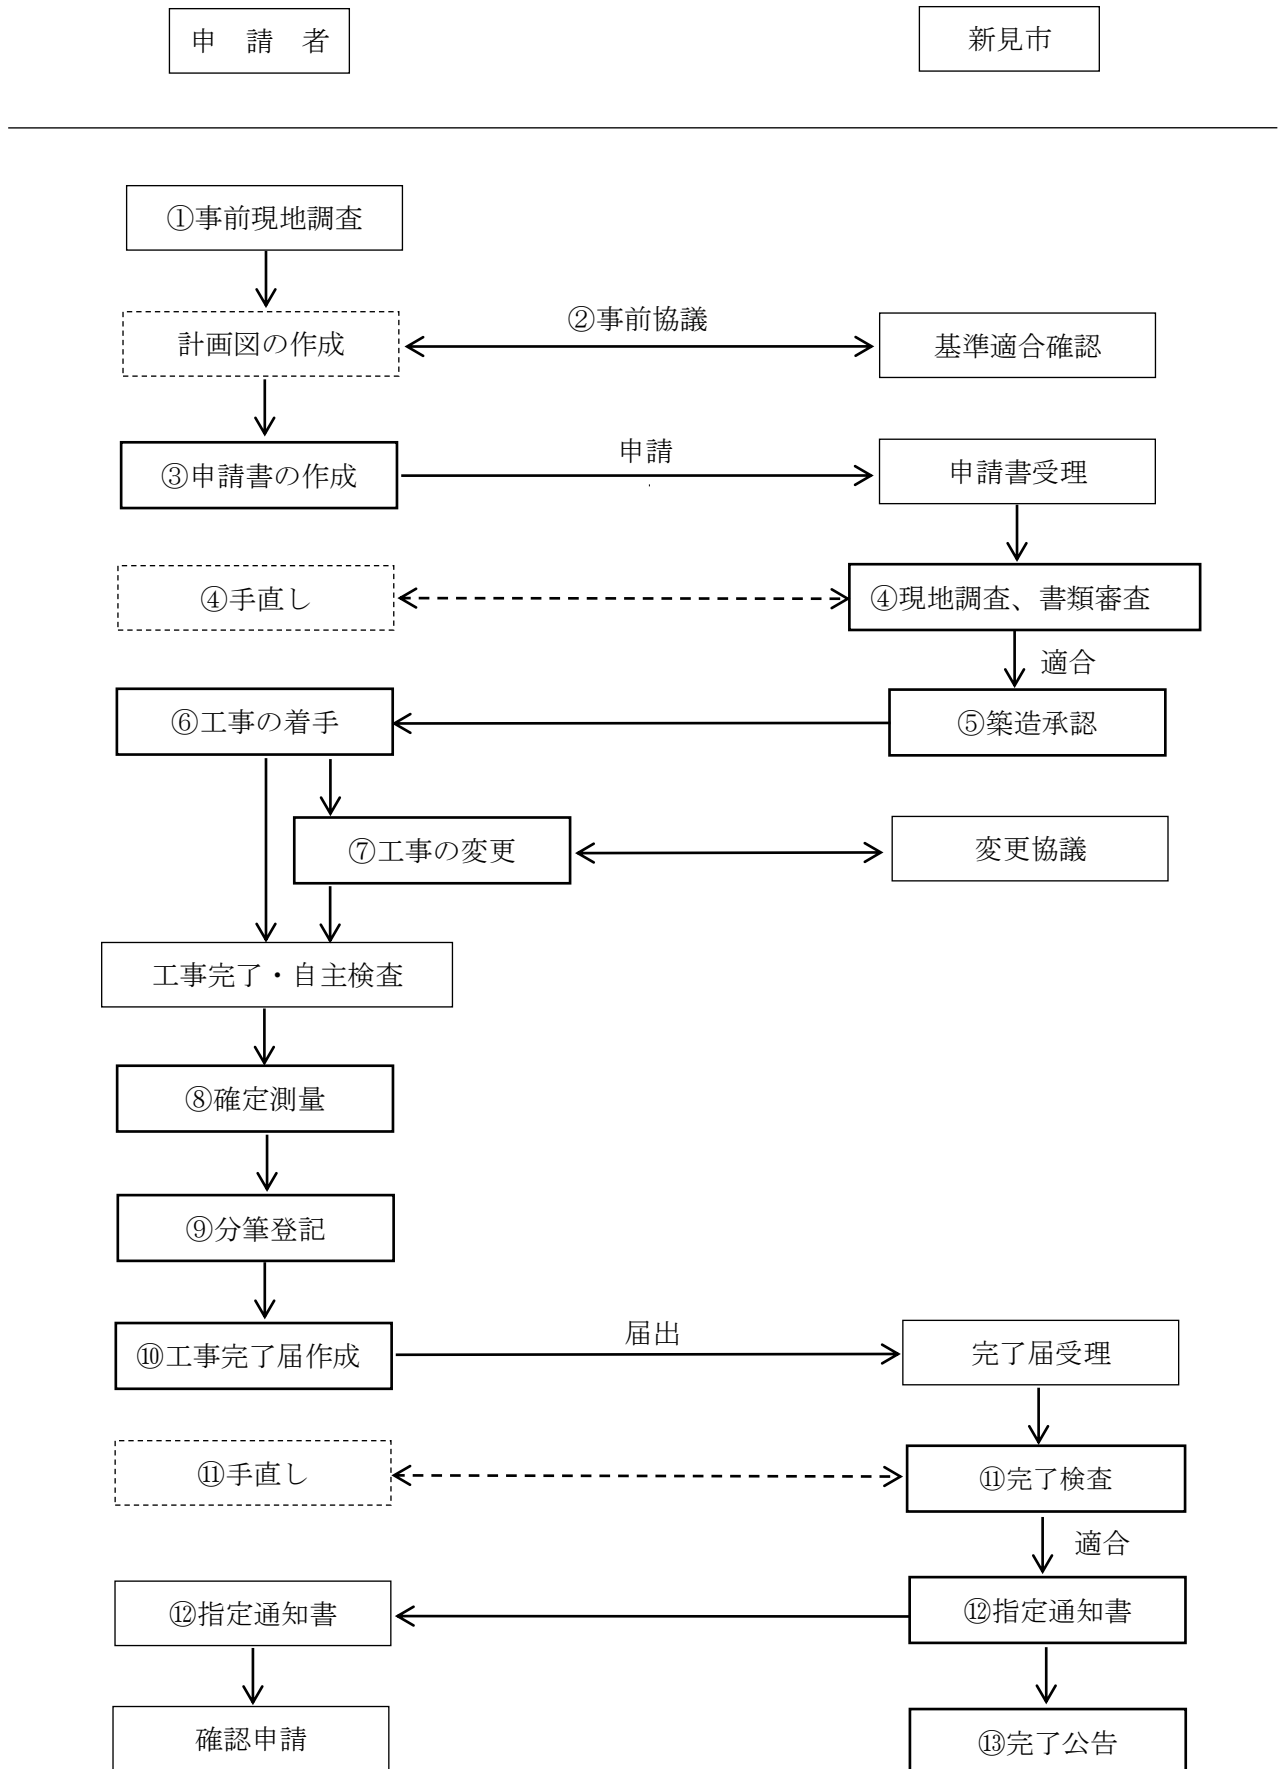 申 請 者
新見市
①事前現地調査
②事前協議
計画図の作成
基準適合確認
申請
③申請書の作成
申請書受理
④手直し
④現地調査、書類審査
適合
⑥工事の着手
⑤築造承認
⑦工事の変更
変更協議
工事完了・自主検査
⑧確定測量
⑨分筆登記
届出
⑩工事完了届作成
完了届受理
⑪手直し
⑪完了検査
適合
⑫指定通知書
⑫指定通知書
確認申請
⑬完了公告